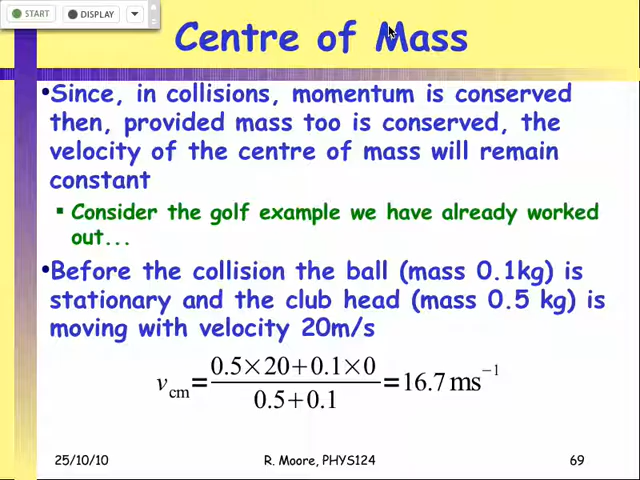 START DISPLAY
Centre of Mass
•Since, in collisions, momentum is conserved
then, provided mass too is conserved, the
velocity of the centre of mass will remain
constant
▪ Consider the golf example we have already worked
out...
•Before the collision the ball (mass 0.1kg) is
stationary and the club head (mass 0.5 kg) is
moving with velocity 20m/s
v_cm = (0.5×20+0.1×0)/(0.5+0.1) = 16.7 ms⁻¹
25/10/10 R. Moore, PHYS124 69